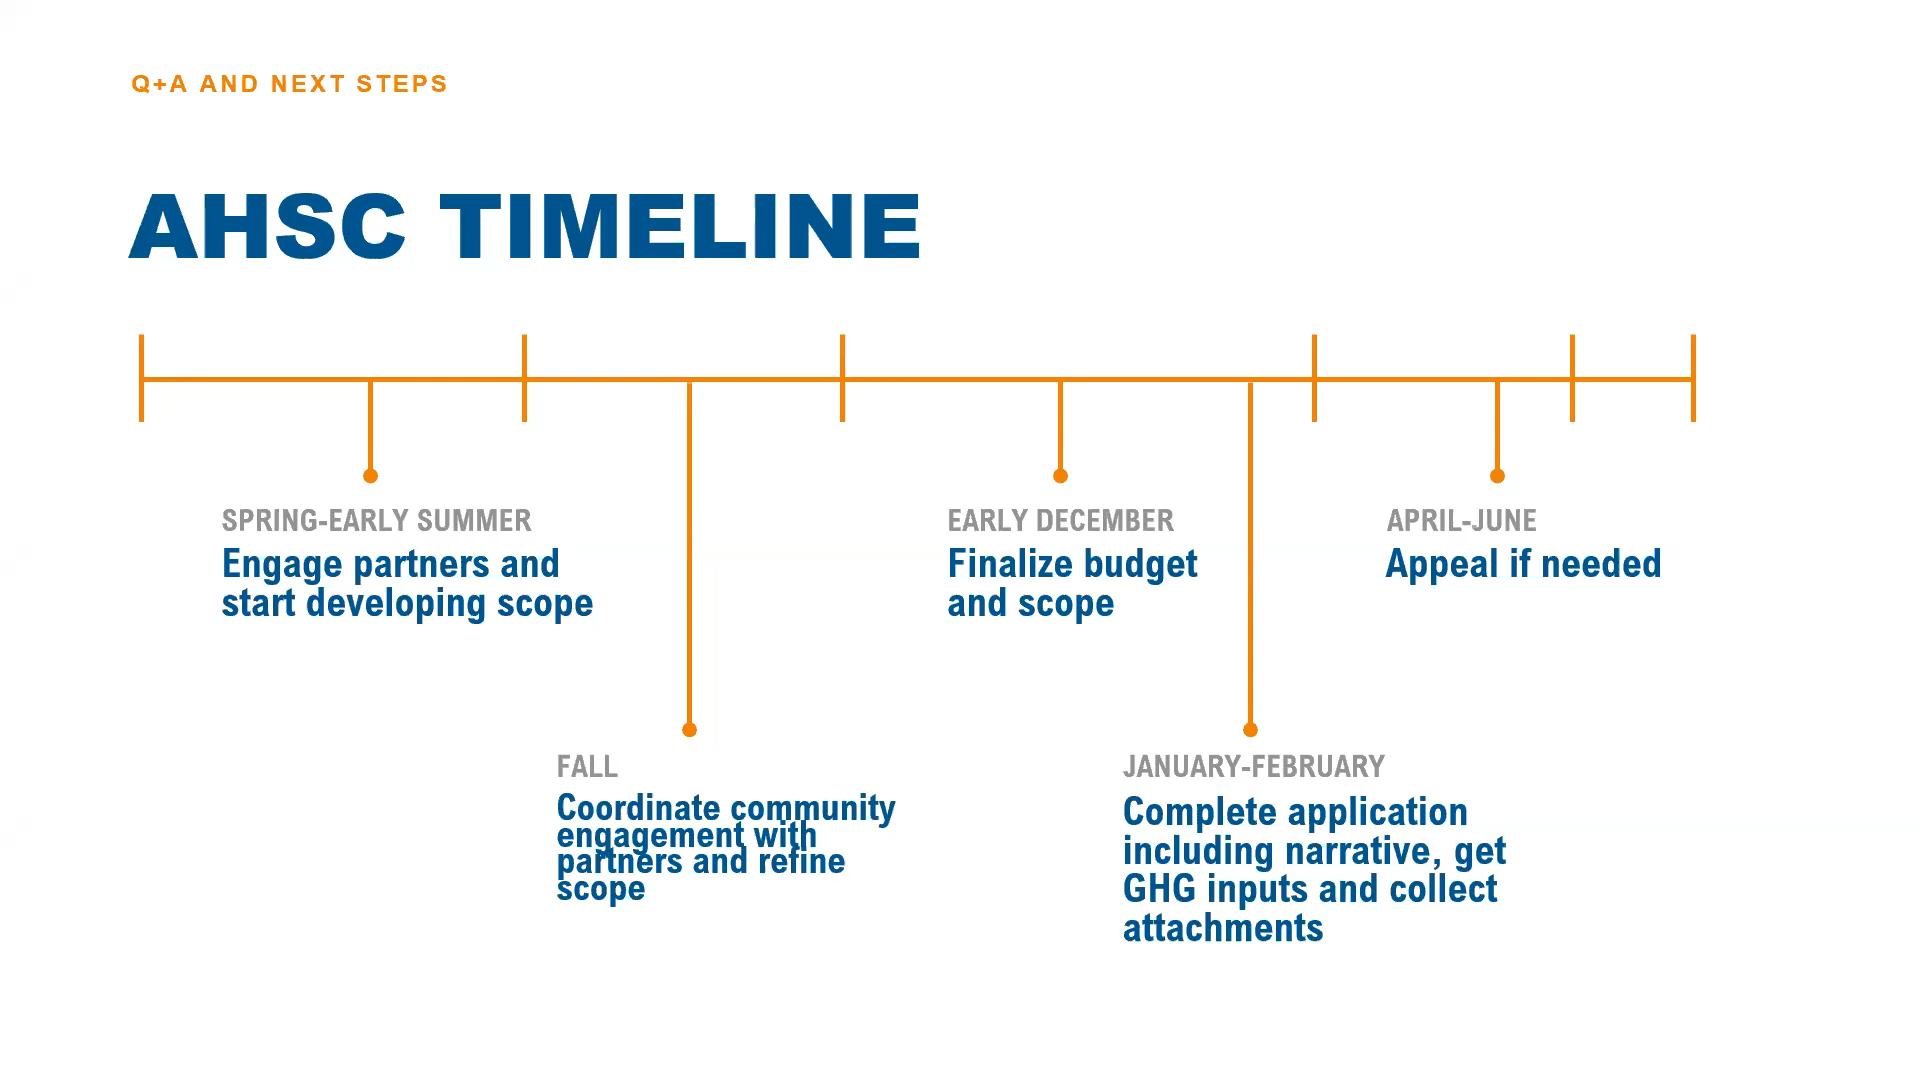 Q+A AND NEXT STEPS
AHSC TIMELINE
SPRING-EARLY SUMMER
Engage partners and
start developing scope
FALL
Coordinate community
engagement with
partners and refine
scope
EARLY DECEMBER
Finalize budget
and scope
JANUARY-FEBRUARY
Complete application
including narrative, get
GHG inputs and collect
attachments
APRIL-JUNE
Appeal if needed